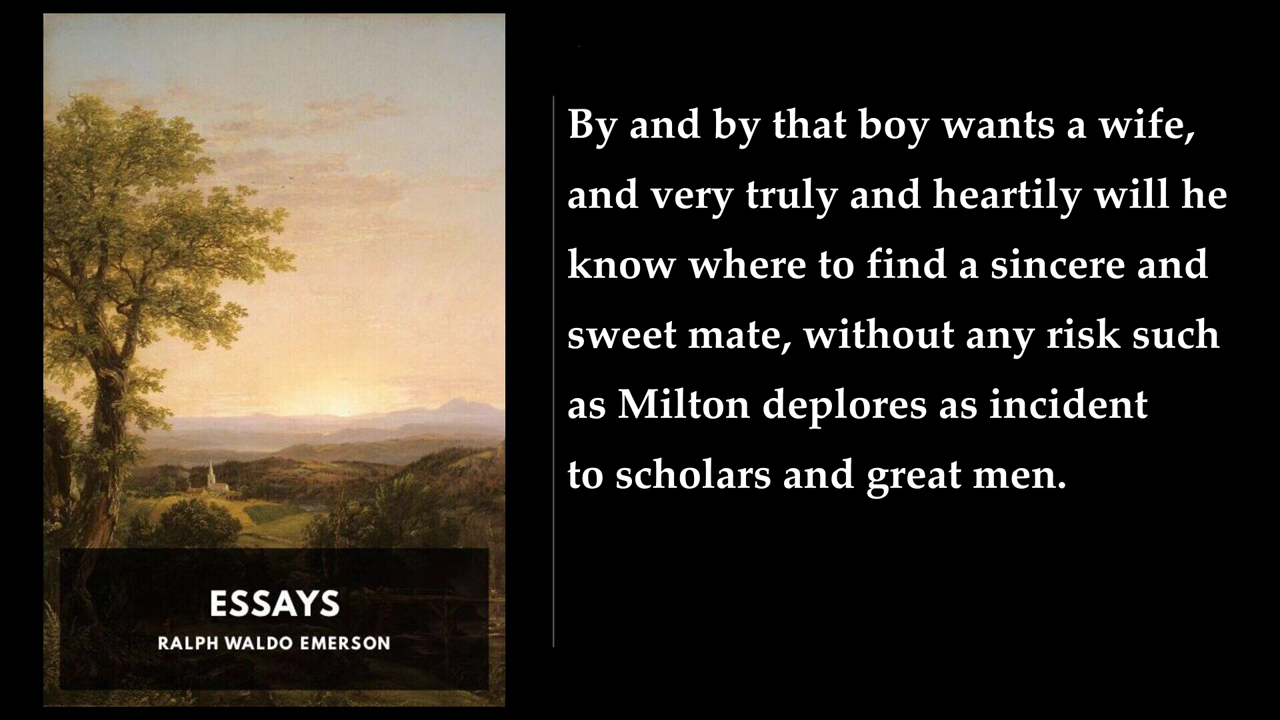 ESSAYS
RALPH WALDO EMERSON
By and by that boy wants a wife,
and very truly and heartily will he
know where to find a sincere and
sweet mate, without any risk such
as Milton deplores as incident
to scholars and great men.